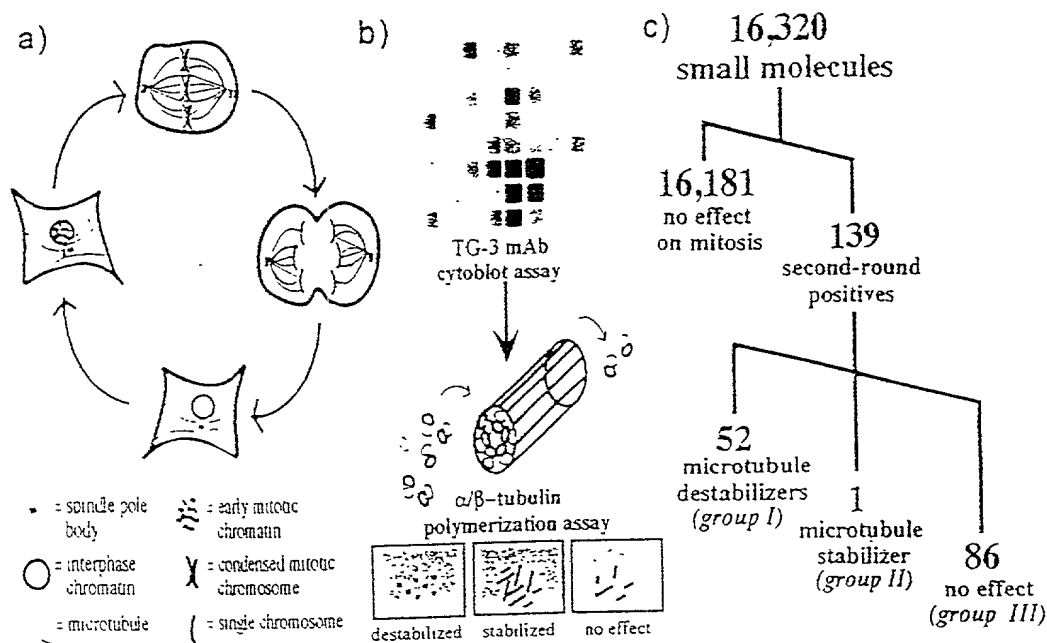 a)
= spindle pole
body
= early mitotic
chromatin
= interphase
chromatin
= condensed mitotic
chromosome
= microtubule
= single chromosome
b)
TG-3 mAb
cytoblot assay
α/β-tubulin
polymerization assay
destabilized
stabilized
no effect
c)
16,320
small molecules
16,181
no effect
on mitosis
139
second-round
positives
52
microtubule
destabilizers
(group I)
1
microtubule
stabilizer
(group II)
86
no effect
(group III)